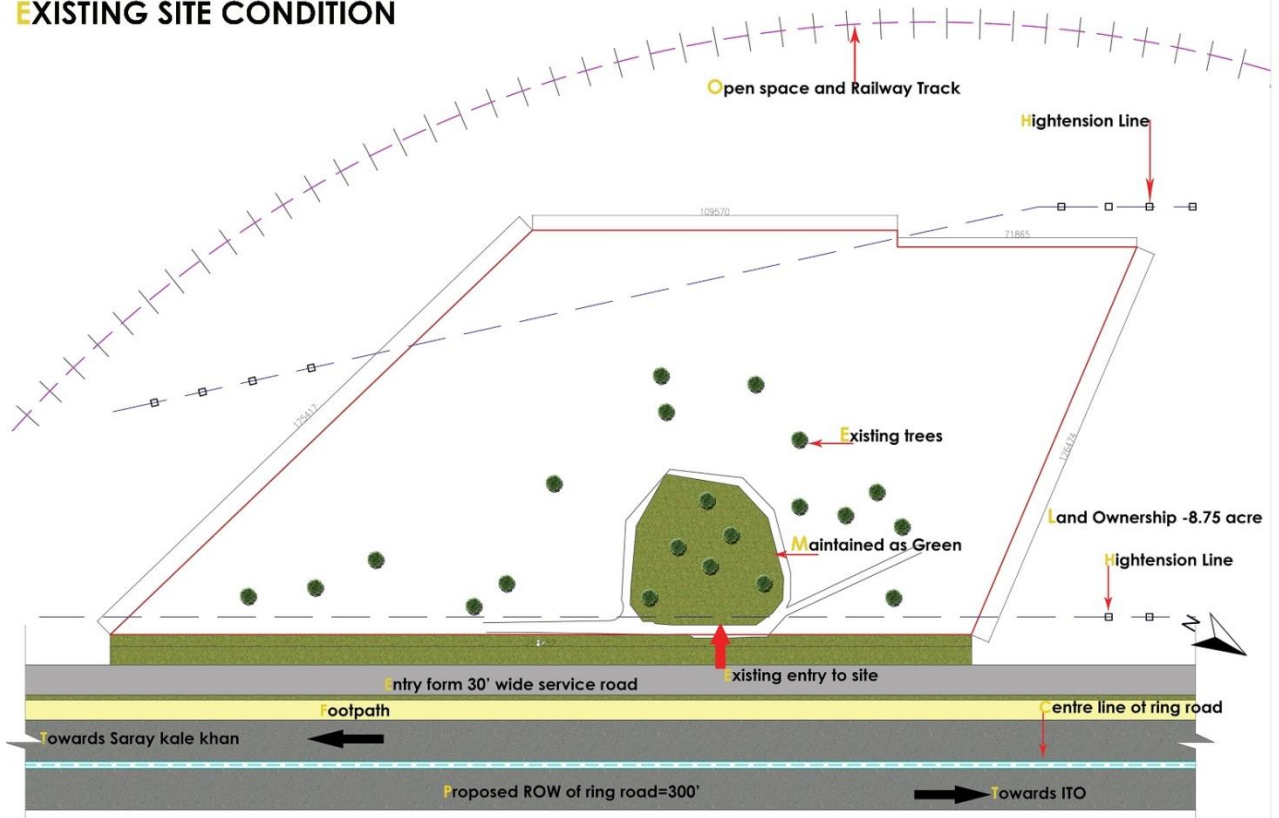 EXISTING SITE CONDITION
Open space and Railway Track
Hightension Line
109570
71865
175417
Existing trees
126474
Land Ownership -8.75 acre
Maintained as Green
Hightension Line
N
Existing entry to site
Entry form 30' wide service road
Footpath
Centre line of ring road
Towards Saray kale khan
Proposed ROW of ring road=300'
Towards ITO